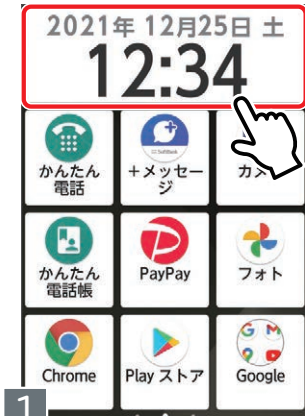 2021年 12月25日 土
12:34
かんたん
電話
+メッセー
ジ
カメ
かんたん
電話帳
PayPay
フォト
Chrome
Play ストア
Google
1